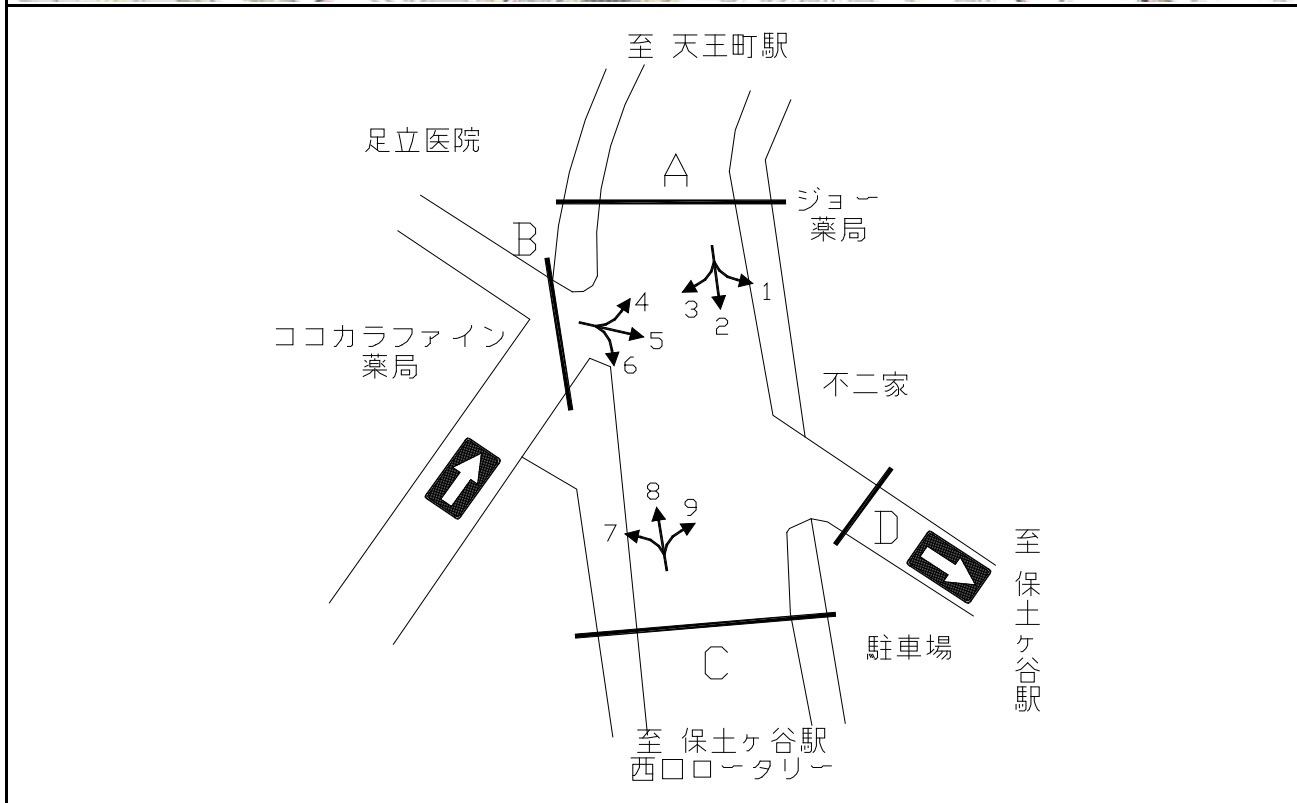 至 天王町駅
足立医院
A
ジョー
薬局
B
4
3
1
2
5
6
ココカラファイン
薬局
不二家
8
9
7
D
至 保土ヶ谷駅
C
駐車場
至 保土ヶ谷駅
西口ロータリー